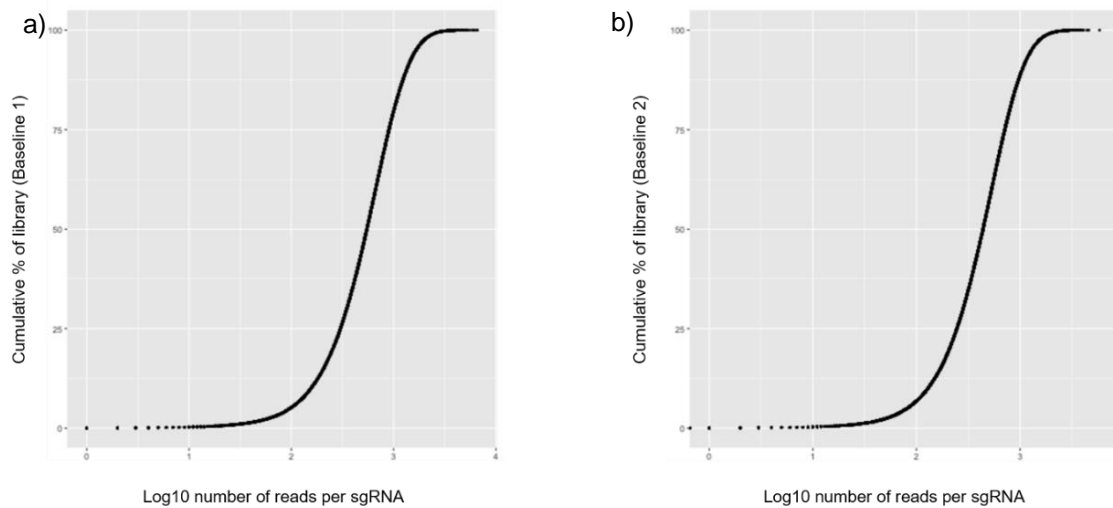 a)
Cumulative % of library (Baseline 1)
100
75
50
25
0
0 1 2 3 4
Log10 number of reads per sgRNA
b)
Cumulative % of library (Baseline 2)
100
75
50
25
0
0 1 2 3
Log10 number of reads per sgRNA